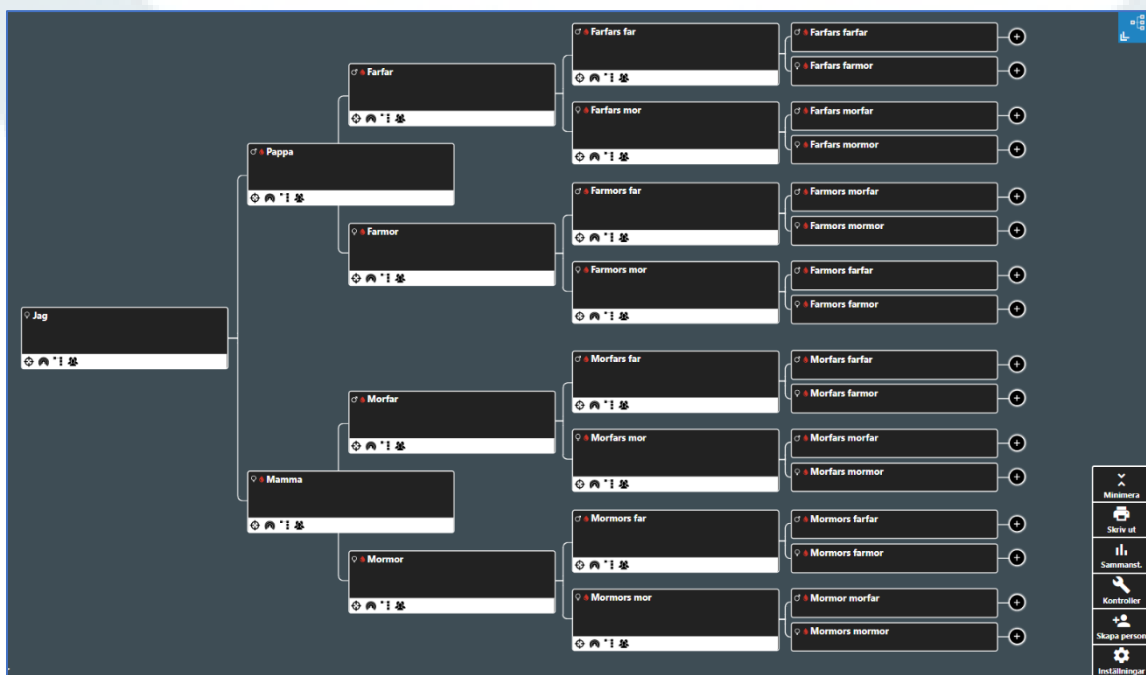 Jag
Pappa
Mamma
Farfar
Farmor
Morfar
Mormor
Farfars far
Farfars mor
Farmors far
Farmors mor
Morfars far
Morfars mor
Mormors far
Mormors mor
Farfars farfar
Farfars farmor
Farfars morfar
Farfars mormor
Farmors morfar
Farmors mormor
Farmors farfar
Farmors farmor
Morfars farfar
Morfars farmor
Morfars morfar
Morfars mormor
Mormors farfar
Mormors farmor
Mormor morfar
Mormors mormor
Minimera
Skriv ut
Sammanst.
Kontroller
Skapa person
Inställningar